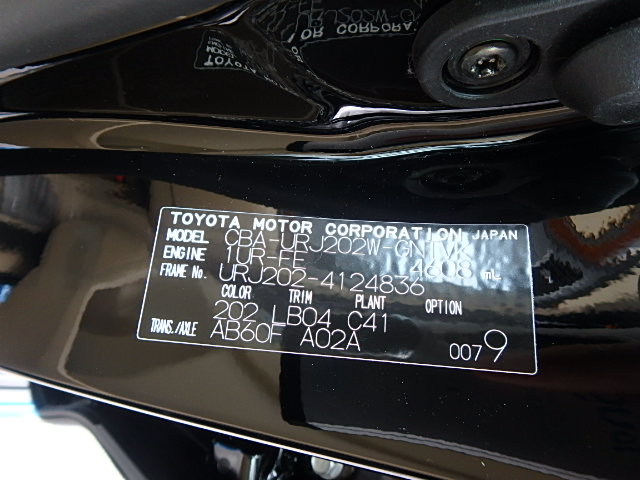 TOYOTA MOTOR CORPORATION JAPAN
MODEL CBA-URJ202W-GNTVK
ENGINE 1UR-FE 4608 mL
FRAME No. URJ202-4124836
COLOR TRIM PLANT OPTION
202 LB04 C41
TRANS./AXLE AB60F A02A
0079